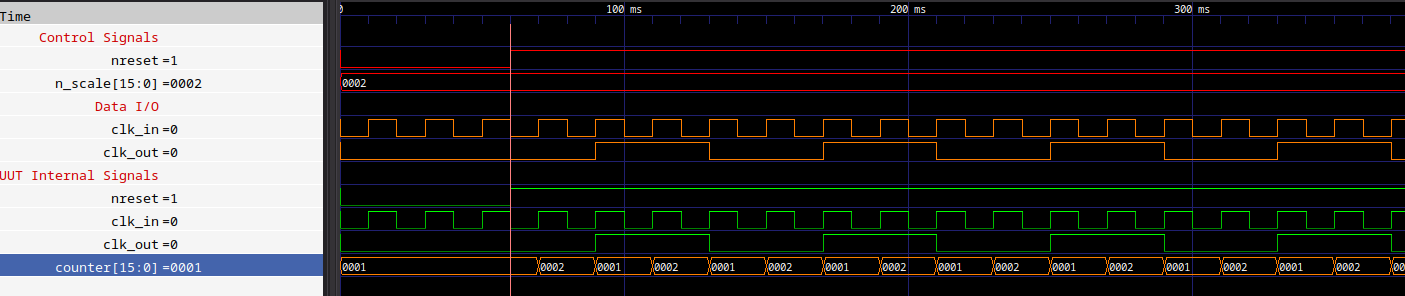 Time
0 100 ms 200 ms 300 ms
Control Signals
nreset =1
n_scale[15:0] =0002 0002
Data I/O
clk_in =0
clk_out =0
UUT Internal Signals
nreset =1
clk_in =0
clk_out =0
counter[15:0] =0001 0001 0002 0001 0002 0001 0002 0001 0002 0001 0002 0001 0002 0001 0002 0001 0002 00